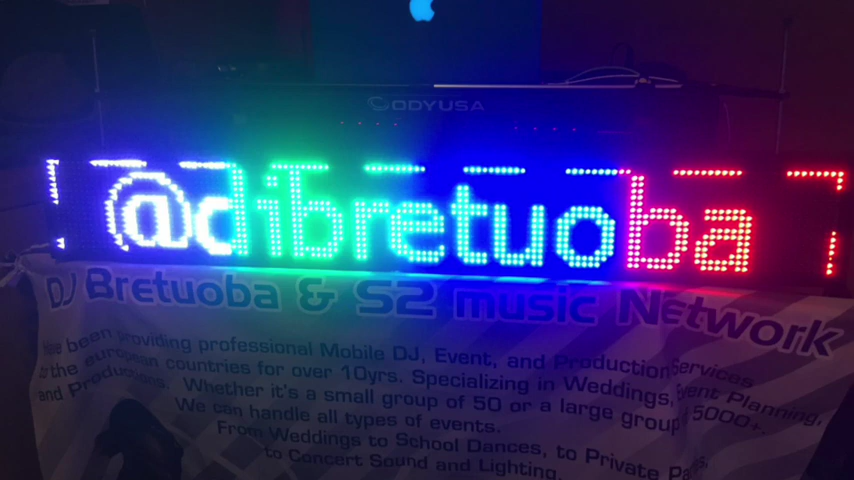 ODYUSA
@dibretuoba
DJ Bretuoba & S2 music Network
have been providing professional Mobile DJ, Event, and Production Services
the european countries for over 10yrs. Specializing in Weddings, Event Planning,
and Productions. Whether it's a small group of 50 or a large group 5000+.
We can handle all types of events.
From Weddings to School Dances, to Private
to Concert Sound and Lighting.